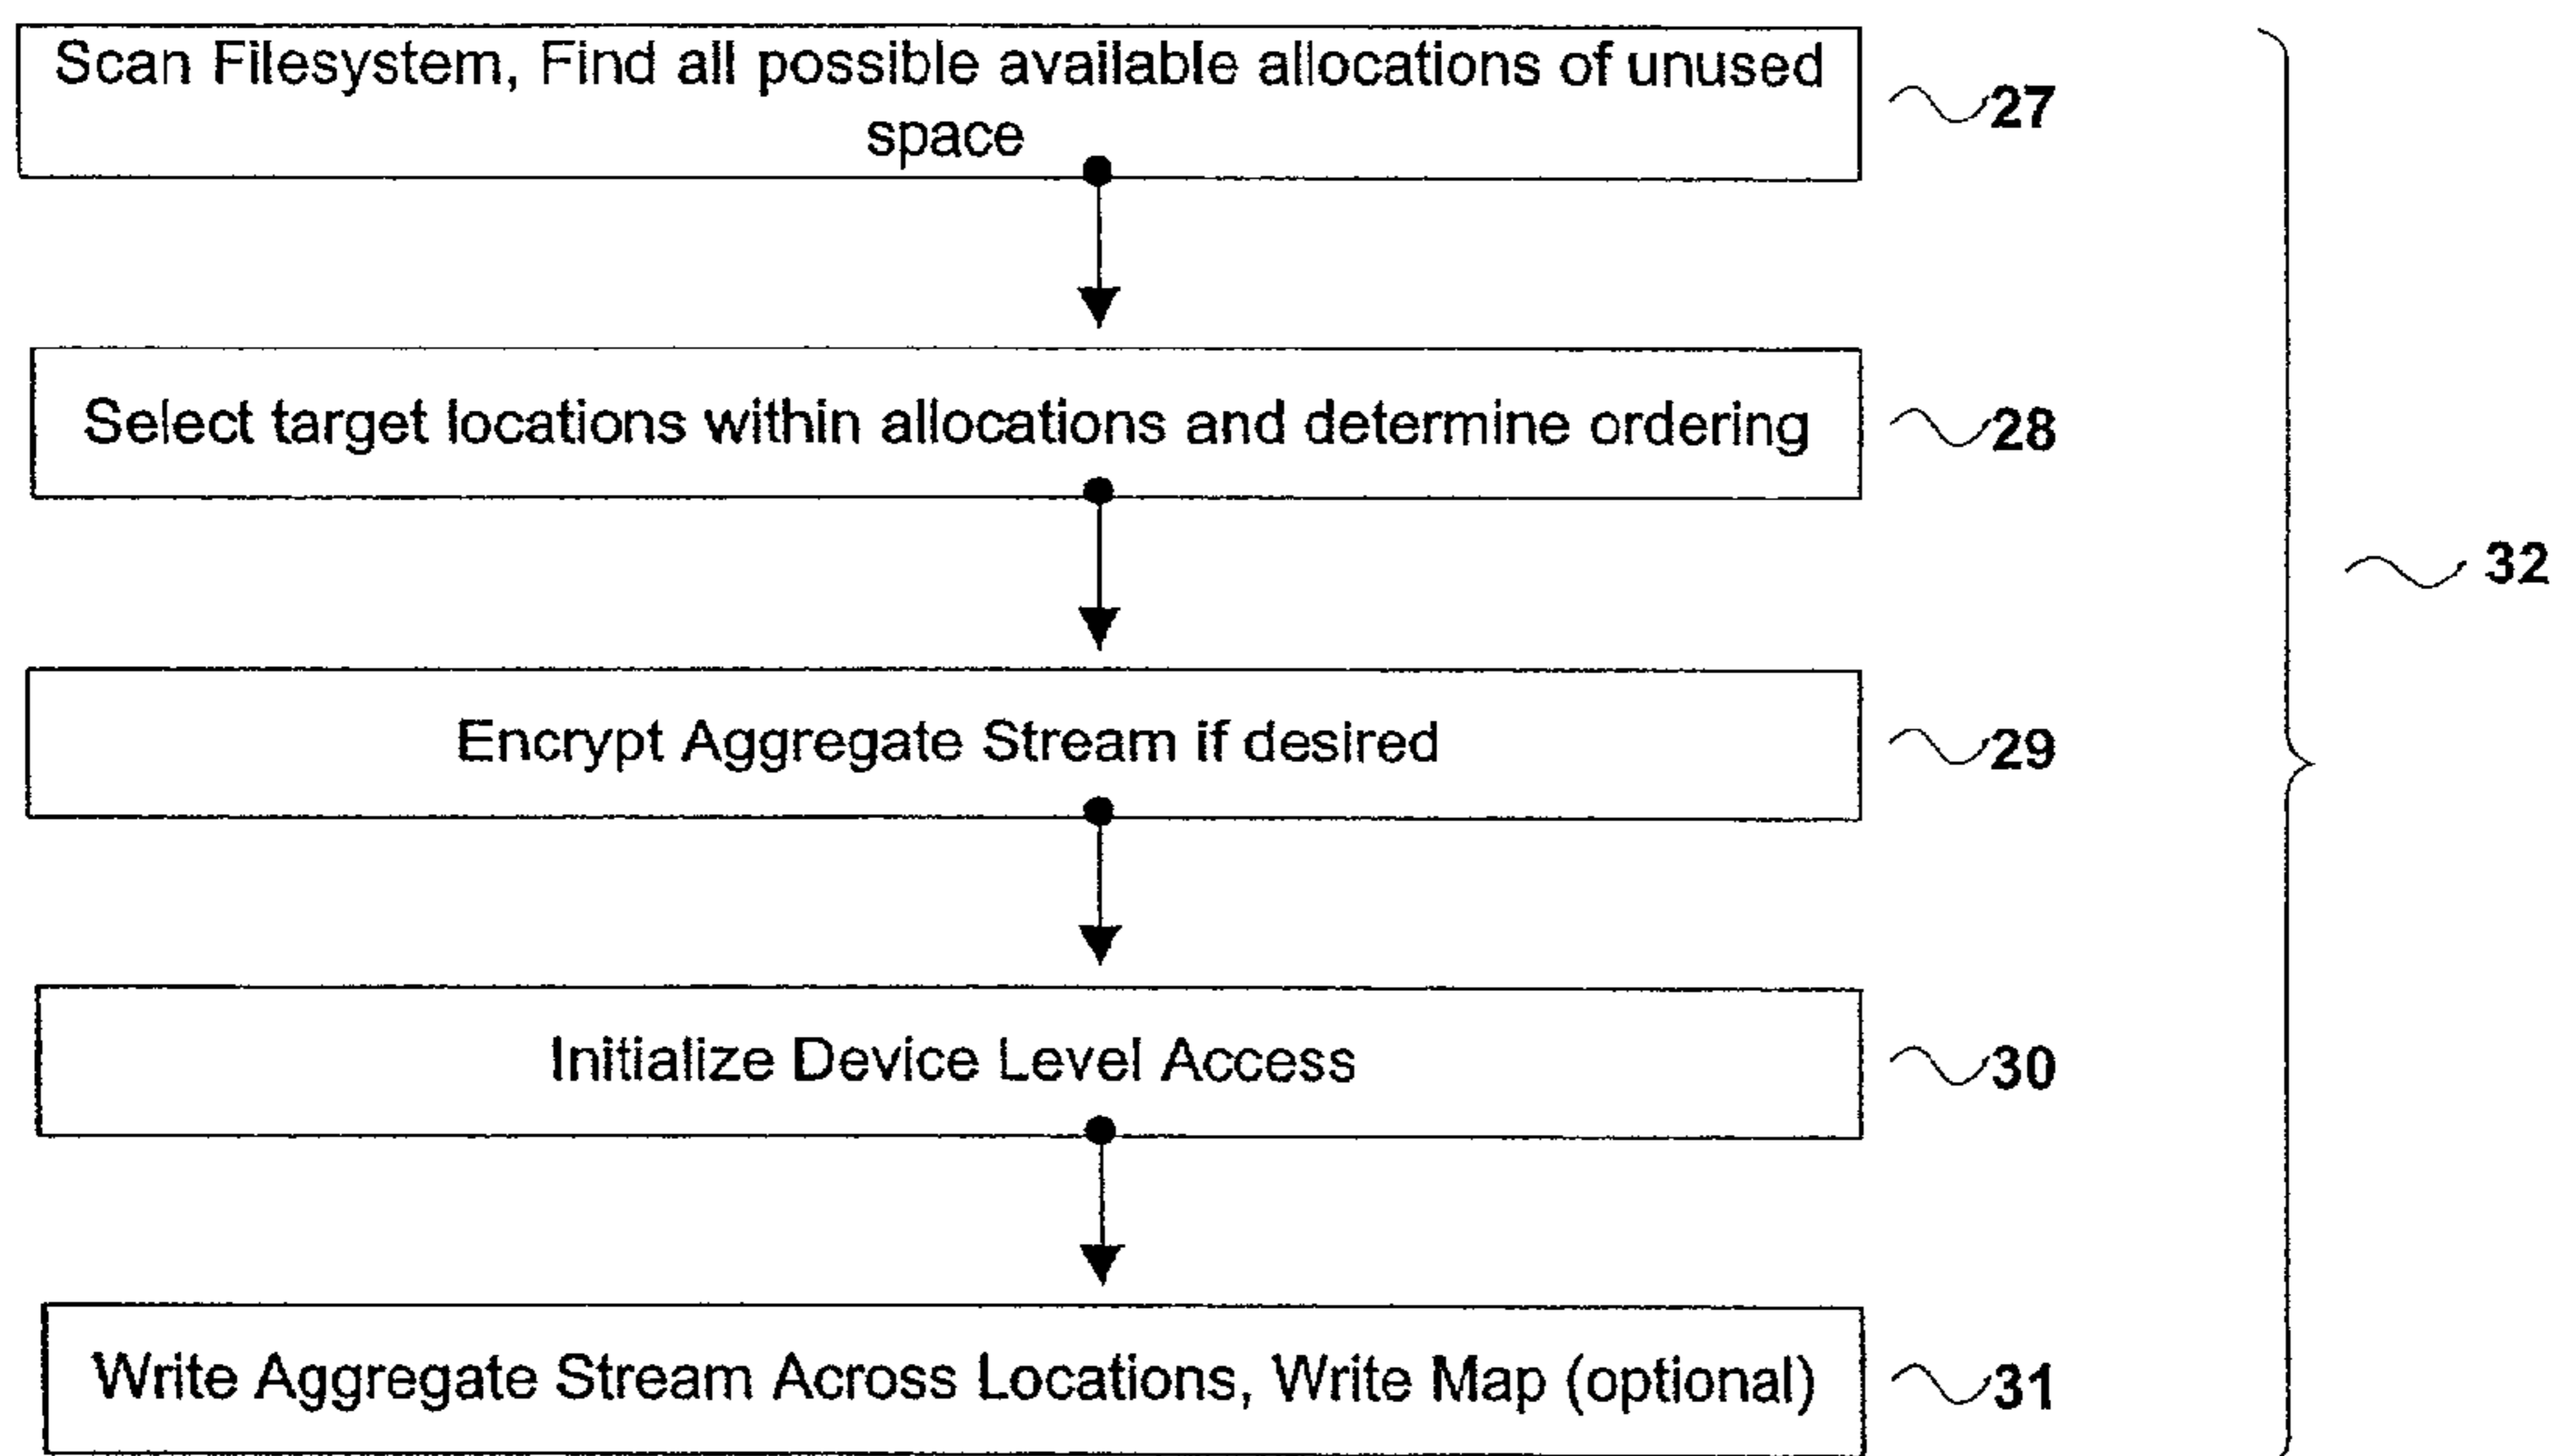 Scan Filesystem, Find all possible available allocations of unused
space
27
Select target locations within allocations and determine ordering
28
32
Encrypt Aggregate Stream if desired
29
Initialize Device Level Access
30
Write Aggregate Stream Across Locations, Write Map (optional)
31